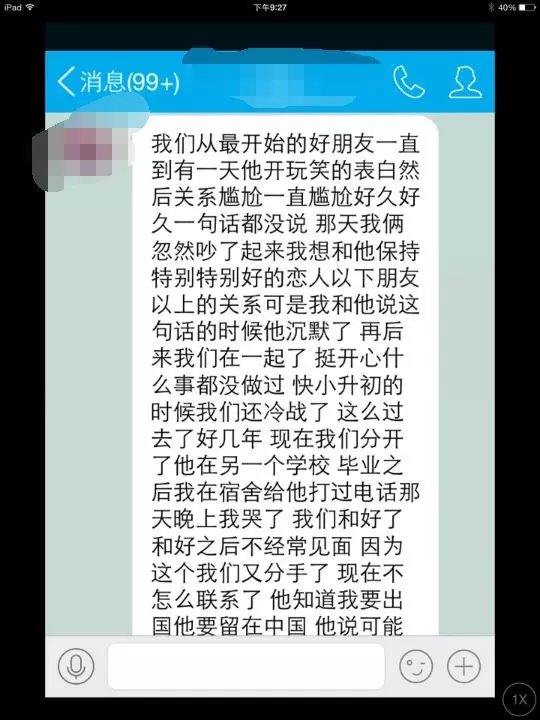 iPad
下午9:27
40%
消息(99+)
我们从最开始的好朋友一直
到有一天他开玩笑的表白然
后关系尴尬一直尴尬好久好
久一句话都没说 那天我俩
忽然吵了起来我想和他保持
特别特别好的恋人以下朋友
以上的关系可是我和他说这
句话的时候他沉默了 再后
来我们在一起了 挺开心什
么事都没做过 快小升初的
时候我们还冷战了 这么过
去了好几年 现在我们分开
了他在另一个学校 毕业之
后我在宿舍给他打过电话那
天晚上我哭了 我们和好了
和好之后不经常见面 因为
这个我们又分手了 现在不
怎么联系了 他知道我要出
国他要留在中国 他说可能
1X